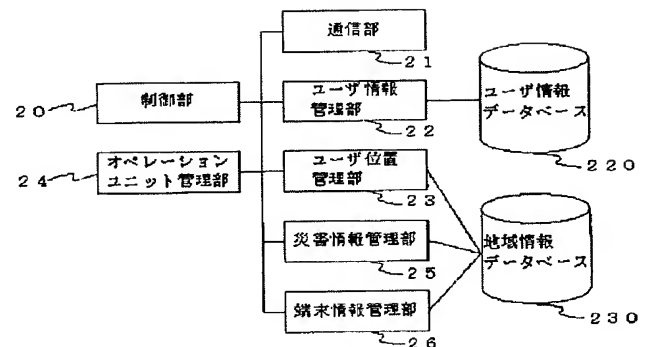 通信部
21
制御部
20
ユーザ情報
管理部
22
ユーザ情報
データベース
220
オペレーション
ユニット管理部
24
ユーザ位置
管理部
23
災害情報管理部
25
地域情報
データベース
230
端末情報管理部
26